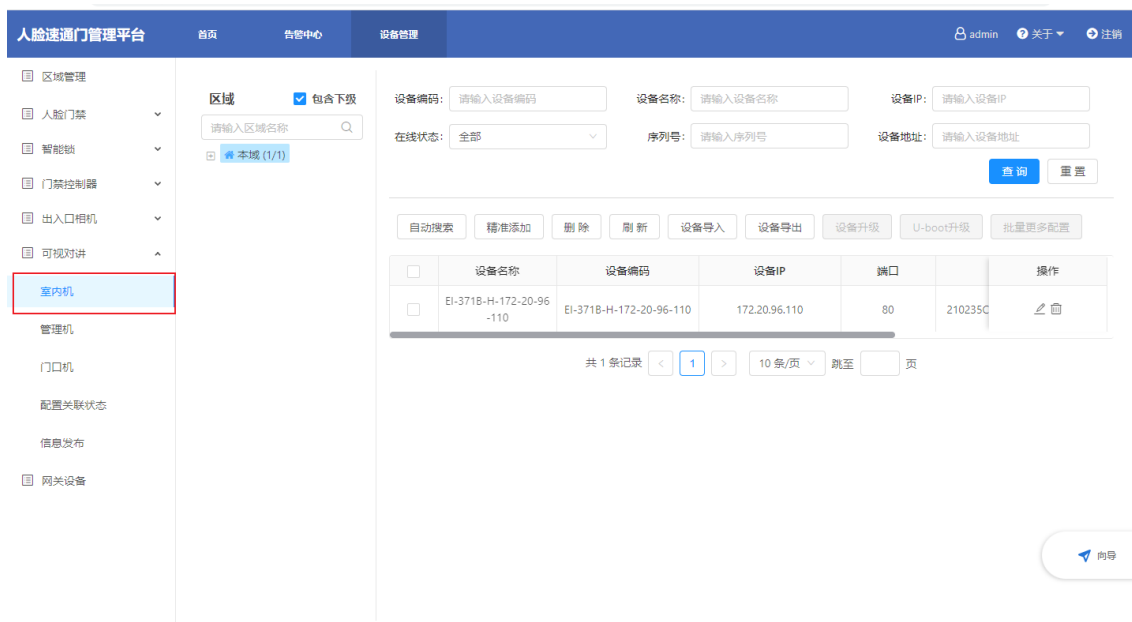 人脸速通门管理平台 首页 告警中心 设备管理 admin 关于 注销
区域管理
人脸门禁
智能锁
门禁控制器
出入口相机
可视对讲
室内机
管理机
门口机
配置关联状态
信息发布
网关设备
区域 包含下级
请输入区域名称
本域 (1/1)
设备编码: 请输入设备编码 设备名称: 请输入设备名称 设备IP: 请输入设备IP
在线状态: 全部 序列号: 请输入序列号 设备地址: 请输入设备地址
查询 重置
自动搜索 精准添加 删除 刷新 设备导入 设备导出 设备升级 U-boot升级 批量更多配置
设备名称 设备编码 设备IP 端口 操作
EI-371B-H-172-20-96
-110 EI-371B-H-172-20-96-110 172.20.96.110 80 210235C
共 1 条记录 < 1 > 10 条/页 跳至 页
向导